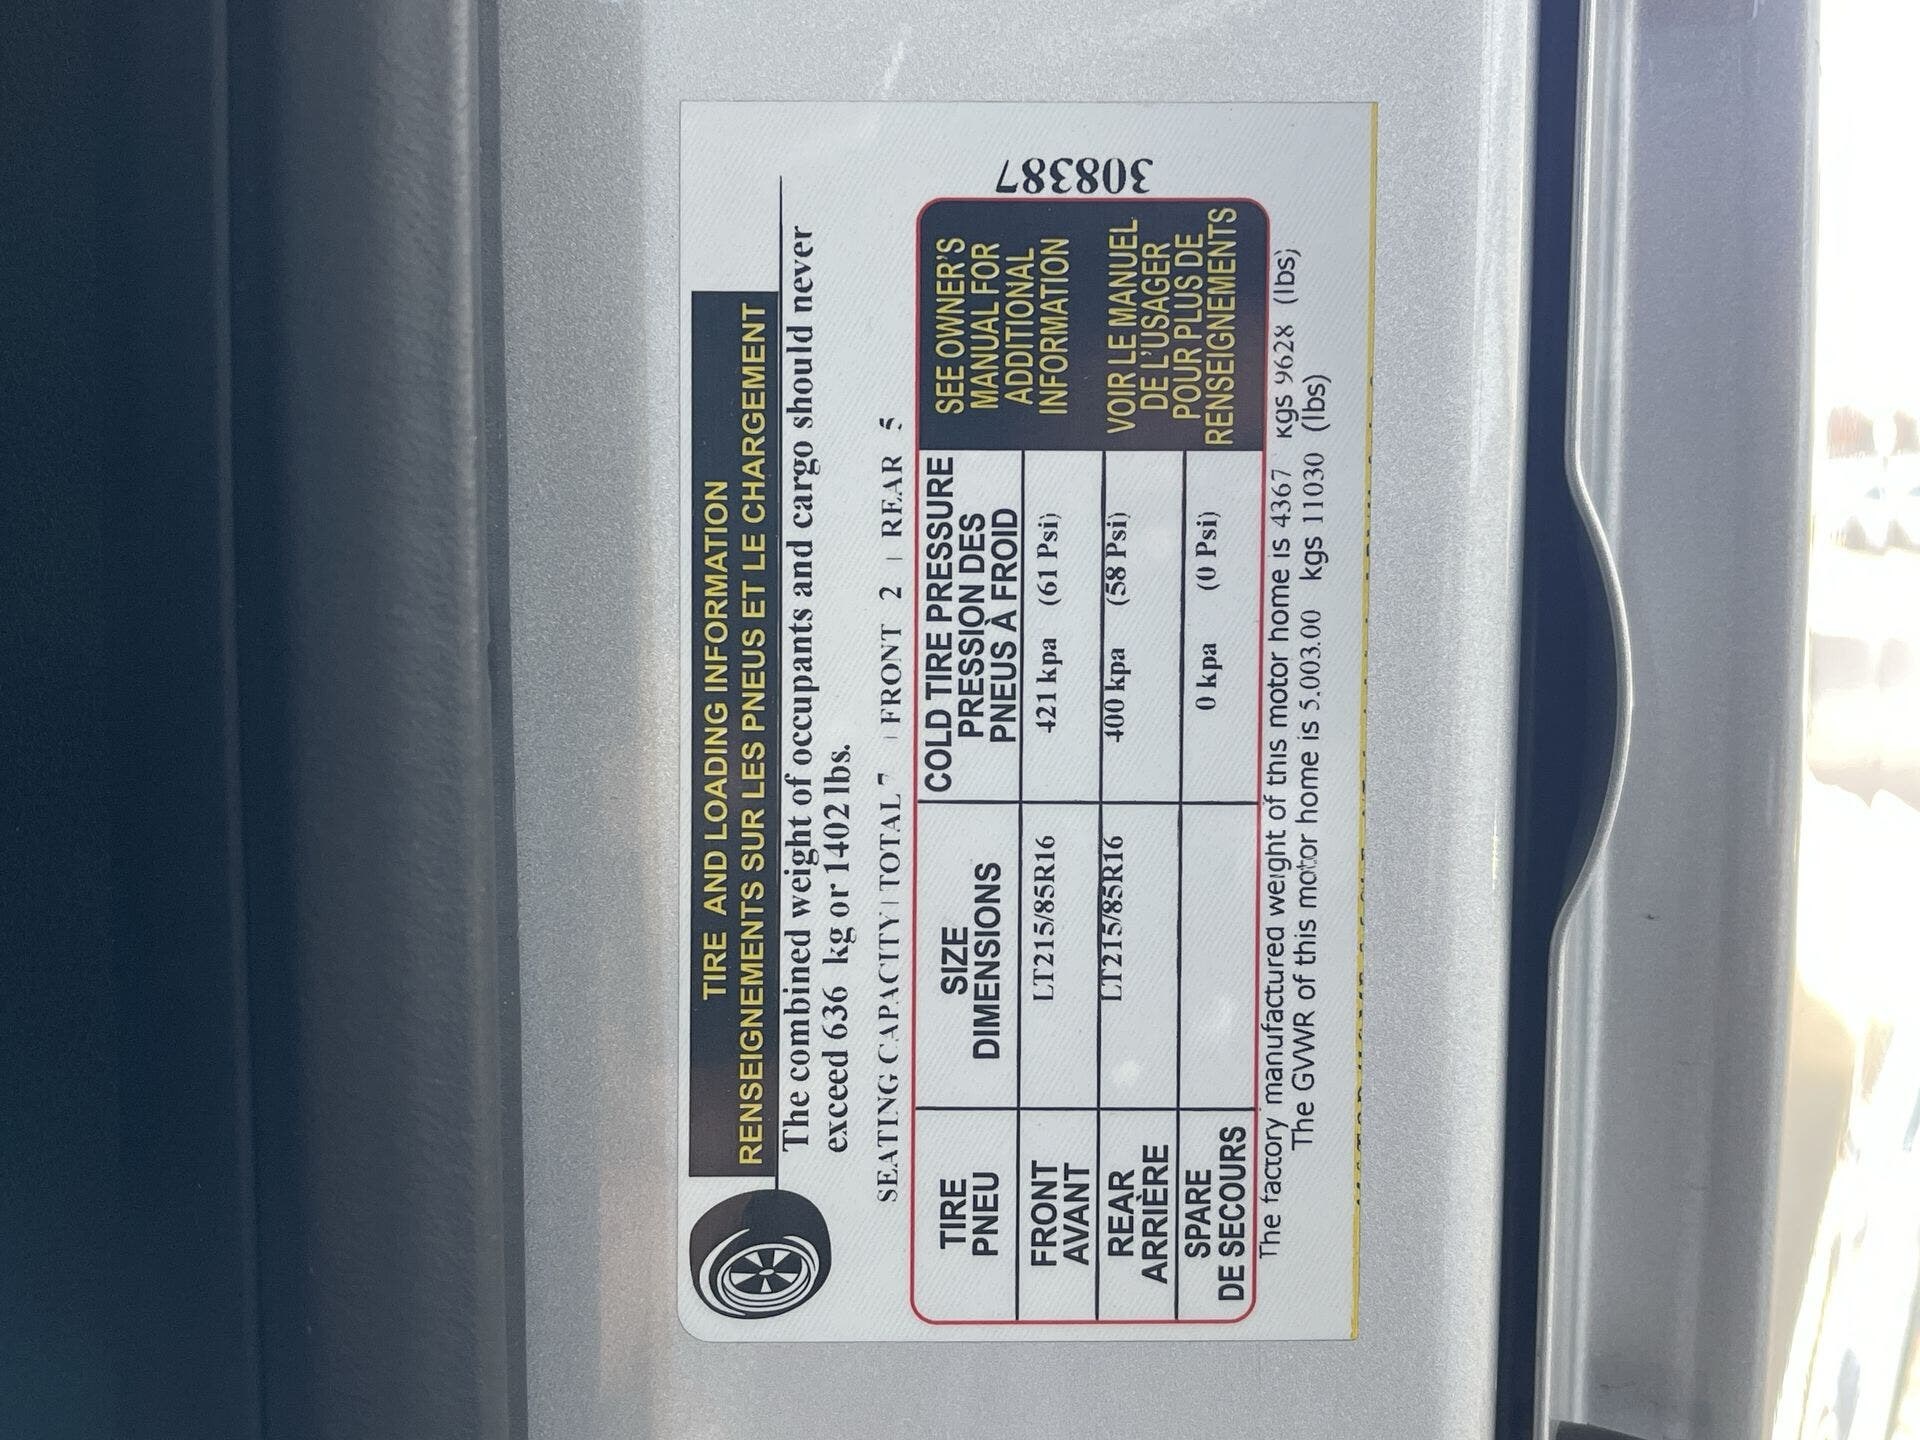 TIRE AND LOADING INFORMATION
RENSEIGNEMENTS SUR LES PNEUS ET LE CHARGEMENT
The combined weight of occupants and cargo should never
exceed 636 kg or 1402 lbs.
SEATING CAPACITY | TOTAL 7 | FRONT 2 | REAR 5
TIRE
PNEU
SIZE
DIMENSIONS
COLD TIRE PRESSURE
PRESSION DES
PNEUS À FROID
FRONT
AVANT
LT215/85R16
421 kpa (61 Psi)
REAR
ARRIÈRE
LT215/85R16
400 kpa (58 Psi)
SPARE
DE SECOURS
0 kpa (0 Psi)
SEE OWNER'S
MANUAL FOR
ADDITIONAL
INFORMATION
VOIR LE MANUEL
DE L'USAGER
POUR PLUS DE
RENSEIGNEMENTS
308387
The factory manufactured weight of this motor home is 4367 kgs 9628 (lbs)
The GVWR of this motor home is 5.003.00 kgs 11030 (lbs)